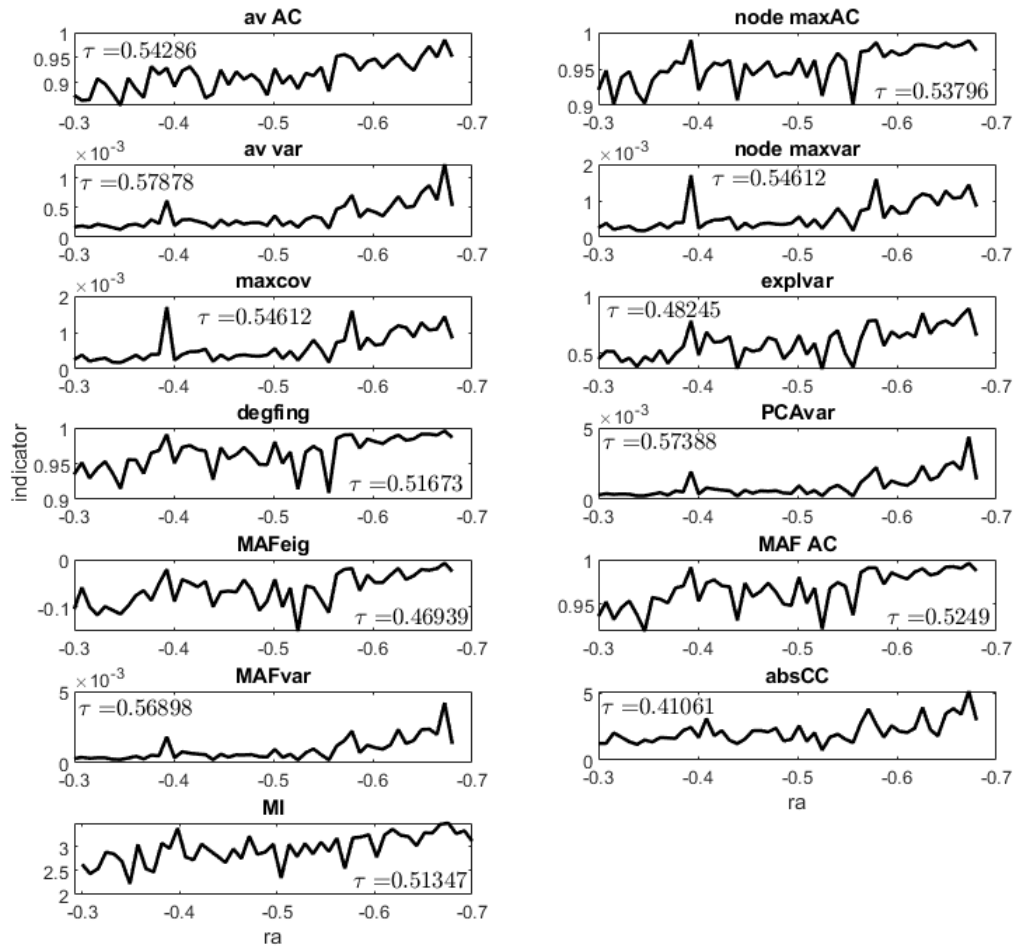 av AC
τ =0.54286
1
0.95
0.9
-0.3 -0.4 -0.5 -0.6 -0.7
node maxAC
τ =0.53796
1
0.95
0.9
-0.3 -0.4 -0.5 -0.6 -0.7
av var
×10⁻³
τ =0.57878
1
0.5
0
-0.3 -0.4 -0.5 -0.6 -0.7
node maxvar
×10⁻³
τ =0.54612
2
1
0
-0.3 -0.4 -0.5 -0.6 -0.7
maxcov
×10⁻³
τ =0.54612
2
1
0
-0.3 -0.4 -0.5 -0.6 -0.7
explvar
τ =0.48245
1
0.5
-0.3 -0.4 -0.5 -0.6 -0.7
degfing
τ =0.51673
1
0.95
0.9
-0.3 -0.4 -0.5 -0.6 -0.7
indicator
PCAvar
×10⁻³
τ =0.57388
5
0
-0.3 -0.4 -0.5 -0.6 -0.7
MAFeig
τ =0.46939
0
-0.1
-0.3 -0.4 -0.5 -0.6 -0.7
MAF AC
τ =0.5249
1
0.95
-0.3 -0.4 -0.5 -0.6 -0.7
MAFvar
×10⁻³
τ =0.56898
5
0
-0.3 -0.4 -0.5 -0.6 -0.7
absCC
τ =0.41061
5
0
-0.3 -0.4 -0.5 -0.6 -0.7
ra
MI
τ =0.51347
3
2.5
2
-0.3 -0.4 -0.5 -0.6 -0.7
ra